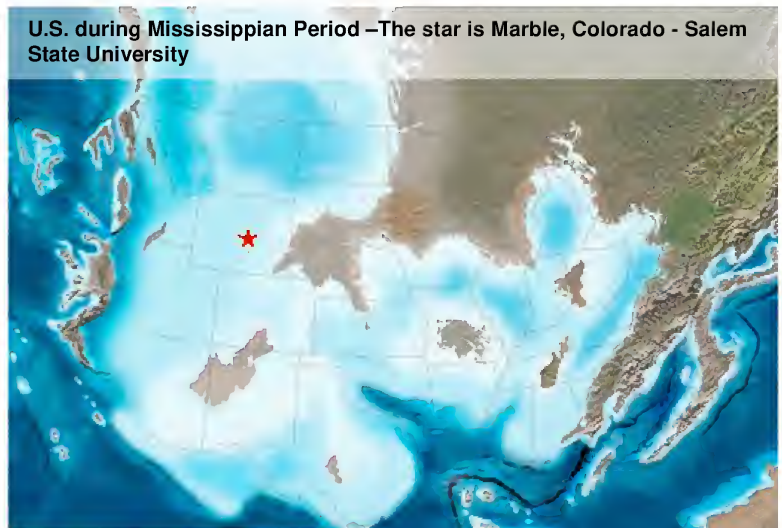 U.S. during Mississippian Period –The star is Marble, Colorado - Salem
State University